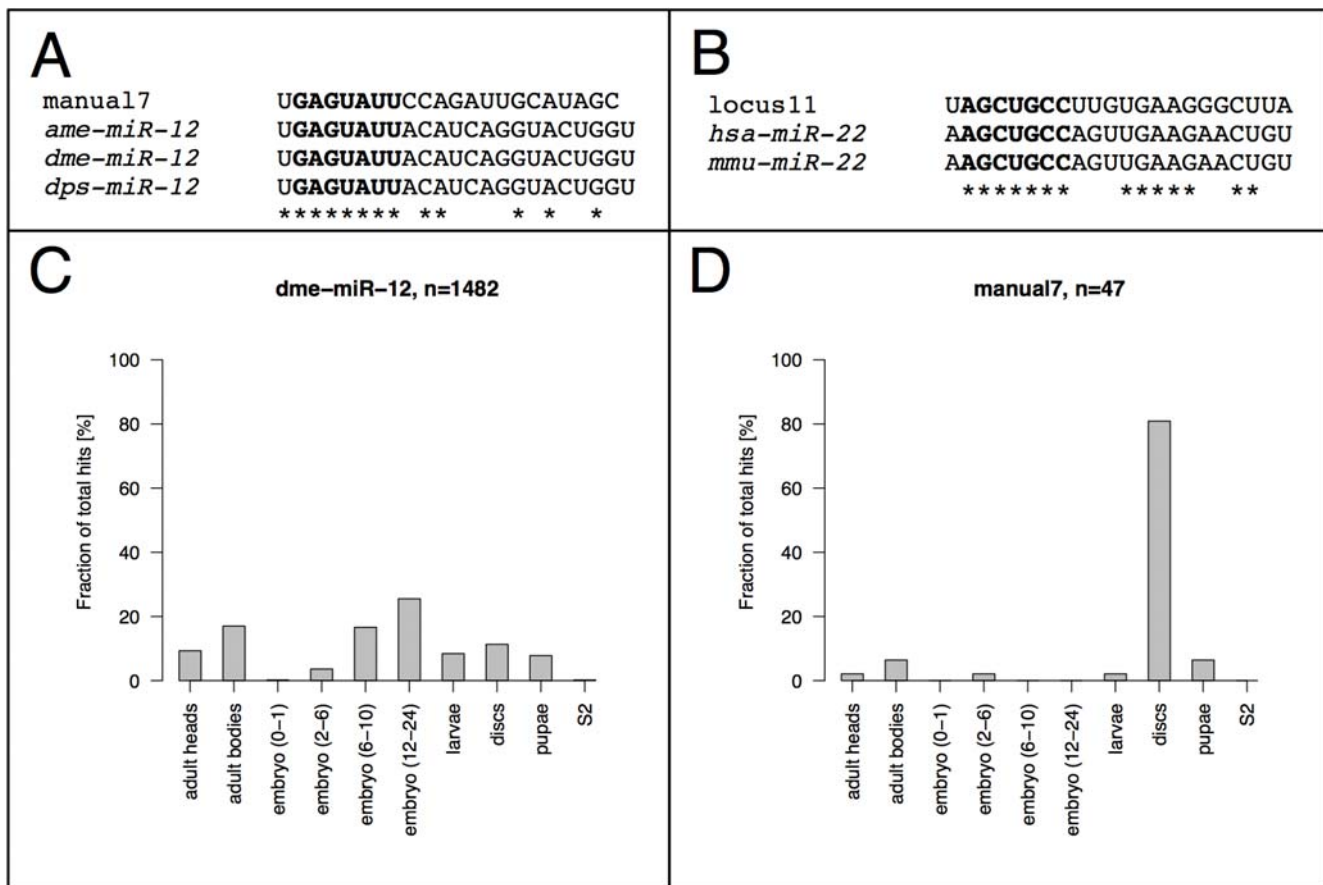 A
manual7 UGAGUAUUCCAGAUUGCAUAGC
ame-miR-12 UGAGUAUUACAUCAGGUACUGGU
dme-miR-12 UGAGUAUUACAUCAGGUACUGGU
dps-miR-12 UGAGUAUUACAUCAGGUACUGGU
******** ** * * *
B
locus11 UAGCUGCCUUGUGAAGGGCUUA
hsa-miR-22 AAGCUGCCAGUUGAAGAACUGU
mmu-miR-22 AAGCUGCCAGUUGAAGAACUGU
******* ***** **
C
dme-miR-12, n=1482
Fraction of total hits [%]
100
80
60
40
20
0
adult heads
adult bodies
embryo (0-1)
embryo (2-6)
embryo (6-10)
embryo (12-24)
larvae
discs
pupae
S2
D
manual7, n=47
Fraction of total hits [%]
100
80
60
40
20
0
adult heads
adult bodies
embryo (0-1)
embryo (2-6)
embryo (6-10)
embryo (12-24)
larvae
discs
pupae
S2